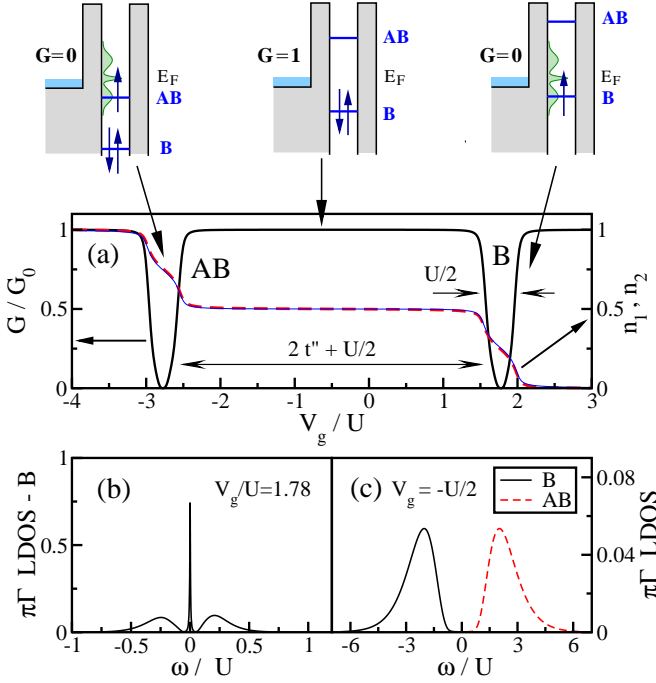 G=0
E_F
AB
B
G=1
AB
B
G=0
AB
E_F
B
(a)
AB
B
U/2
2 t" + U/2
G / G_0
1
0.5
0
n_1 , n_2
1
0.5
0
-4 -3 -2 -1 0 1 2 3
V_g / U
(b)
V_g/U=1.78
πΓ LDOS - B
1
0.75
0.5
0
-1 -0.5 0 0.5 1
ω / U
(c)
V_g = -U/2
B
AB
πΓ LDOS
0.08
0.04
0.00
-6 -3 0 3 6
ω / U